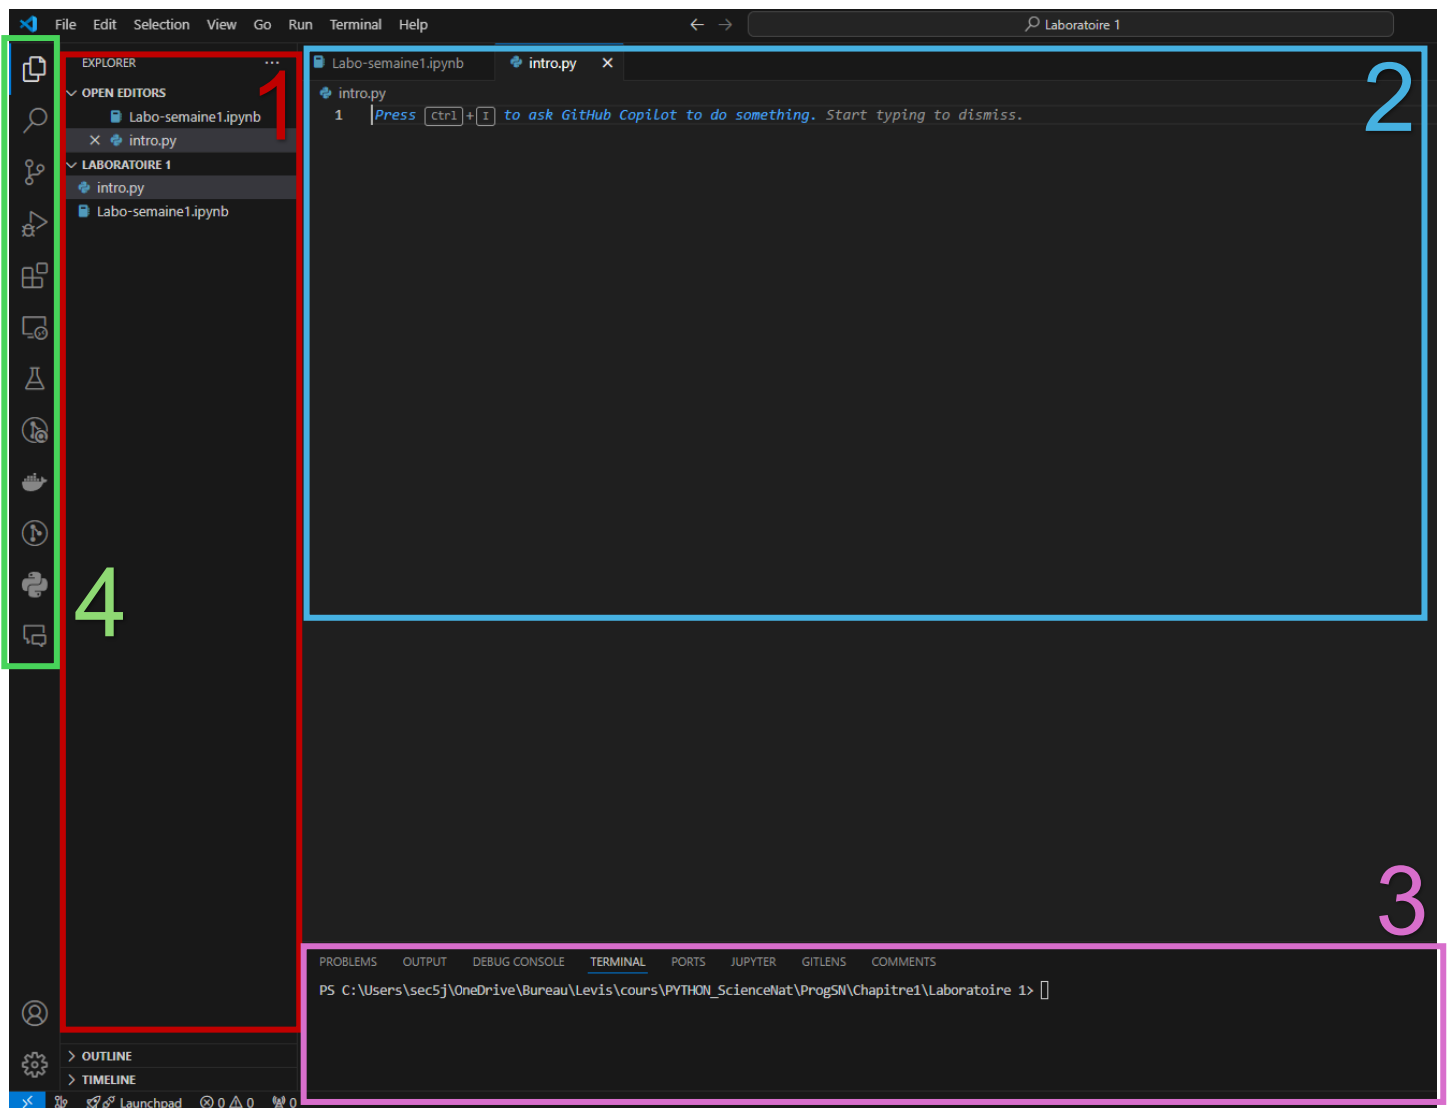 File Edit Selection View Go Run Terminal Help
Laboratoire 1
EXPLORER
1
OPEN EDITORS
Labo-semaine1.ipynb
intro.py
LABORATOIRE 1
intro.py
Labo-semaine1.ipynb
4
OUTLINE
TIMELINE
Labo-semaine1.ipynb intro.py
2
intro.py
1 Press Ctrl+I to ask GitHub Copilot to do something. Start typing to dismiss.
3
PROBLEMS OUTPUT DEBUG CONSOLE TERMINAL PORTS JUPYTER GITLENS COMMENTS
PS C:\Users\sec5j\OneDrive\Bureau\Levis\cours\PYTHON_ScienceNat\ProgSN\Chapitre1\Laboratoire 1>
Launchpad 0 0 0